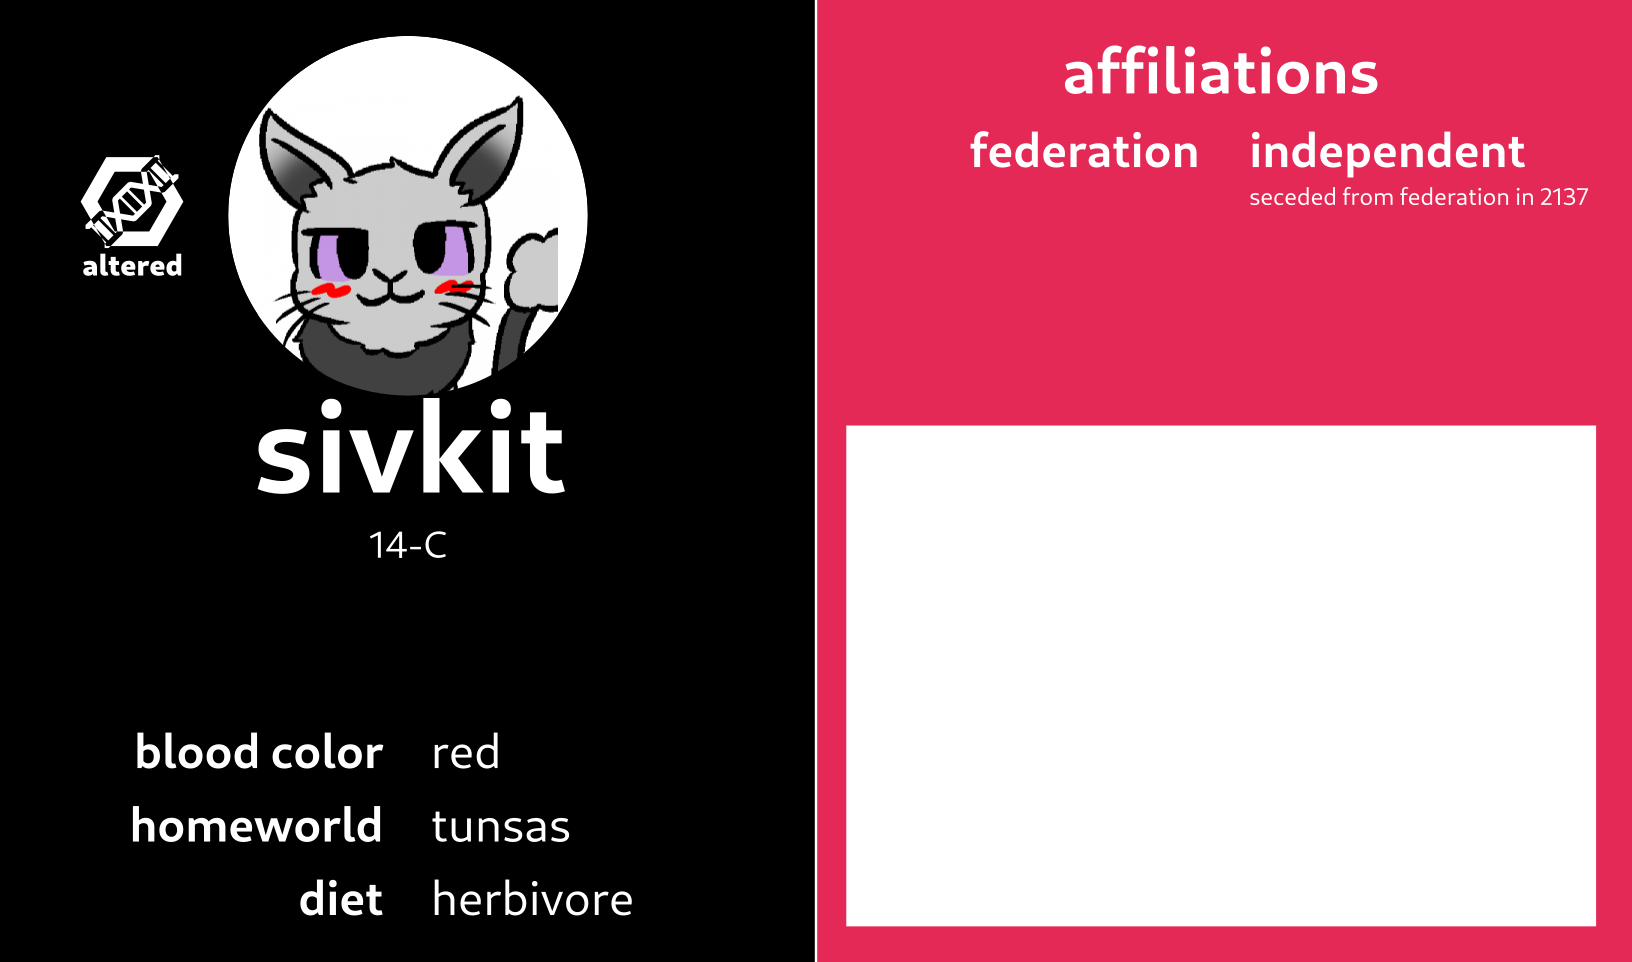 altered
sivkit
14-C
blood color red
homeworld tunsas
diet herbivore
affiliations
federation independent
seceded from federation in 2137